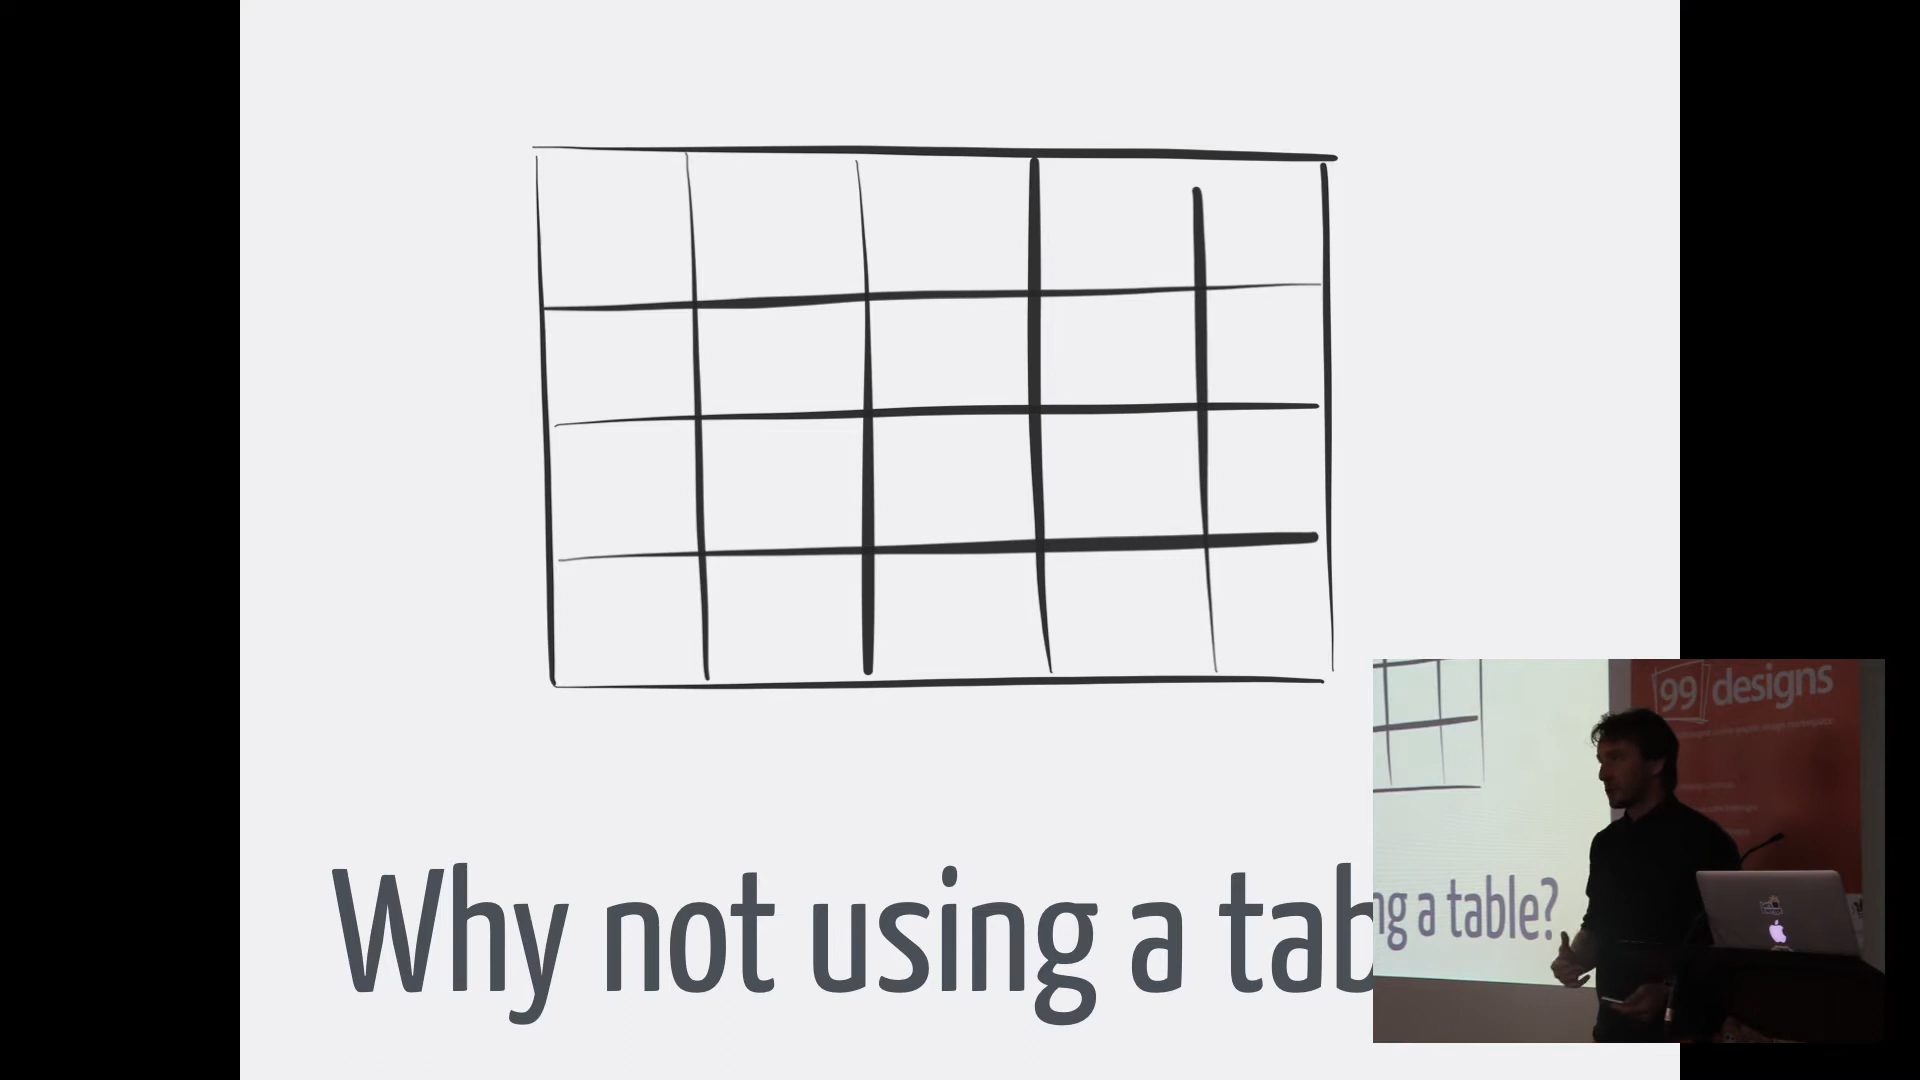 Why not using a tab
ng a table?
99designs